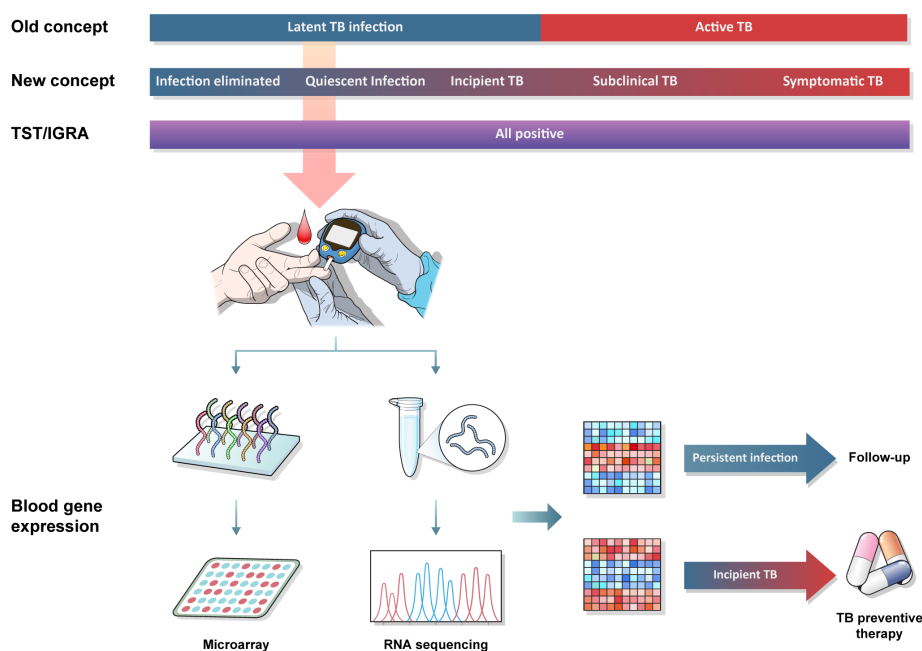 Old concept
Latent TB infection
Active TB
New concept
Infection eliminated
Quiescent Infection
Incipient TB
Subclinical TB
Symptomatic TB
TST/IGRA
All positive
Blood gene
expression
Microarray
RNA sequencing
Persistent infection
Follow-up
Incipient TB
TB preventive
therapy